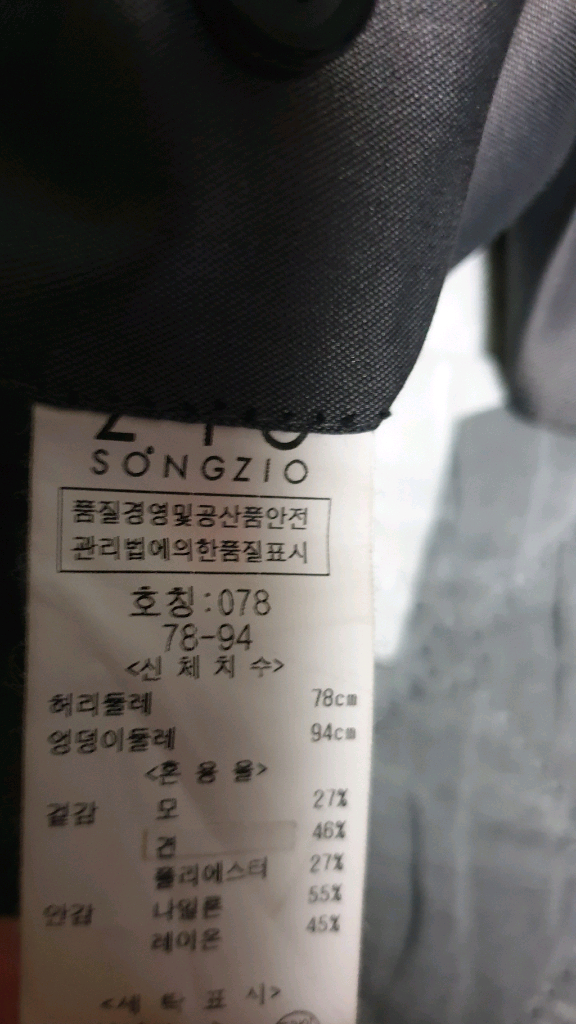 ZIO
SONGZIO
품질경영및공산품안전
관리법에의한품질표시
호칭:078
78-94
<신 체 치 수>
허리둘레 78cm
엉덩이둘레 94cm
<혼 용 율>
겉감 모 27%
견 46%
폴리에스터 27%
안감 나일론 55%
레이온 45%
<세 탁 표 시>